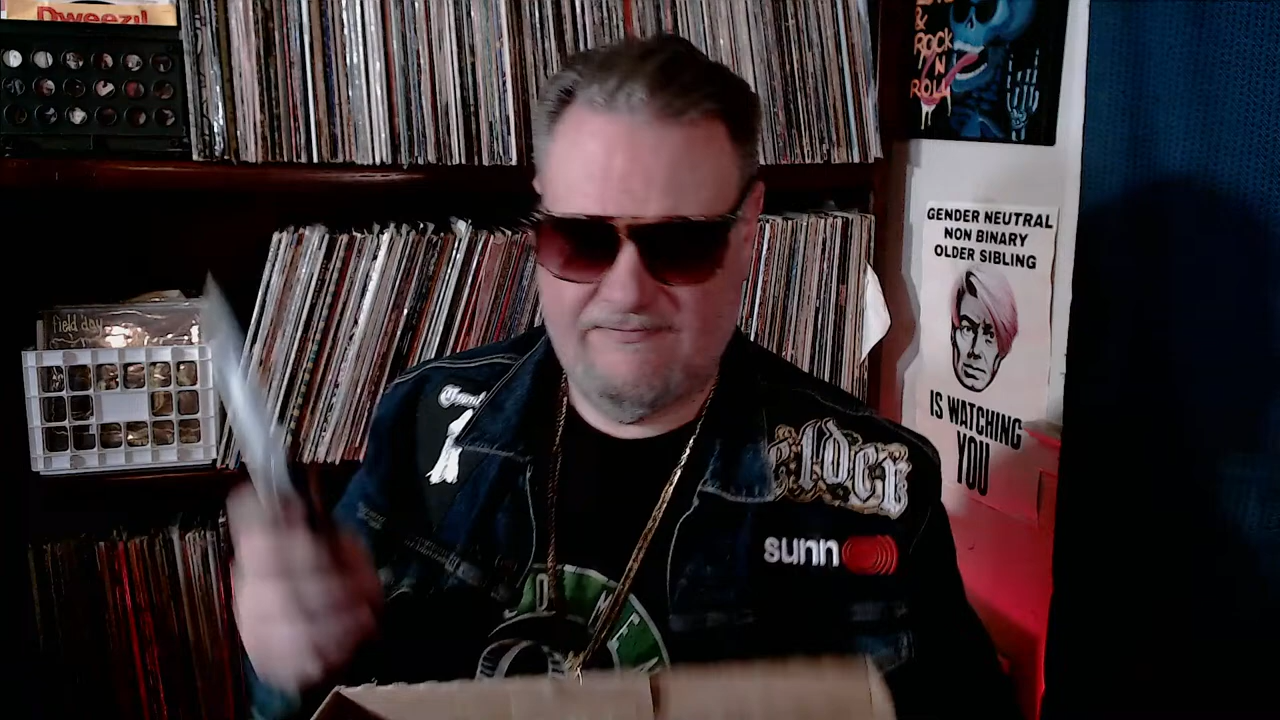 Dweezil
&
ROCK
'N
ROLL
GENDER NEUTRAL
NON BINARY
OLDER SIBLING
IS WATCHING
YOU
field day
elder
sunn